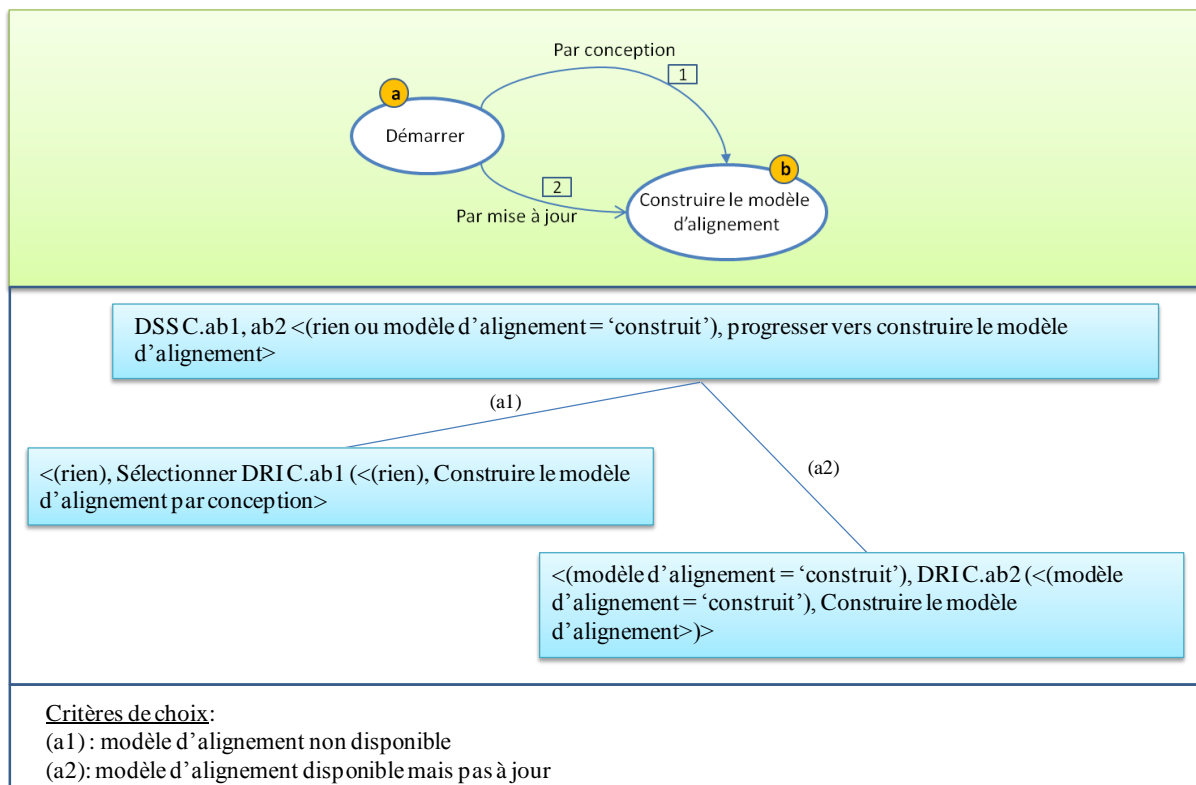 Par conception
1
a
Démarrer
b
2
Construire le modèle
d'alignement
Par mise à jour
DSS C.ab1, ab2 <(rien ou modèle d'alignement = 'construit'), progresser vers construire le modèle
d'alignement>
(a1)
(a2)
<(rien), Sélectionner DRI C.ab1 (<(rien), Construire le modèle
d'alignement par conception>
<(modèle d'alignement = 'construit'), DRI C.ab2 (<(modèle
d'alignement = 'construit'), Construire le modèle
d'alignement>)>
Critères de choix:
(a1) : modèle d'alignement non disponible
(a2): modèle d'alignement disponible mais pas à jour